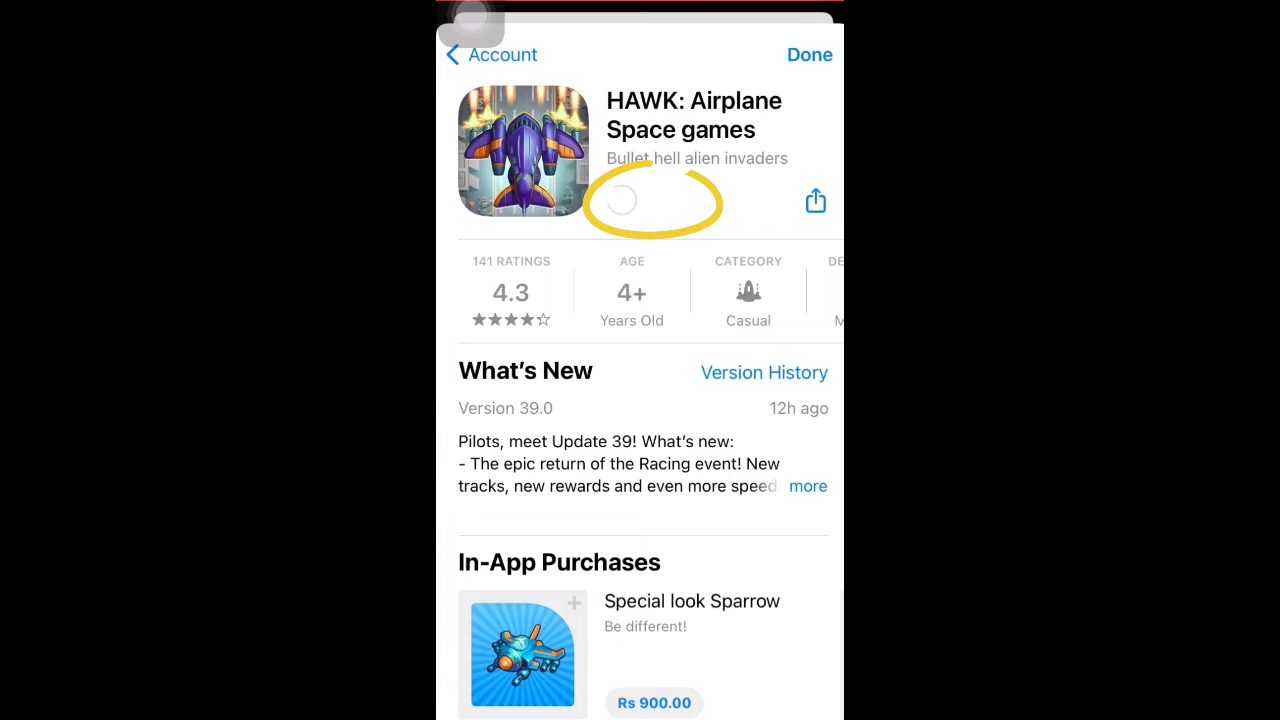 Account
Done
HAWK: Airplane
Space games
Bullet hell alien invaders
141 RATINGS
AGE
CATEGORY
DE
4.3
4+
Years Old
Casual
M
What's New
Version History
Version 39.0
12h ago
Pilots, meet Update 39! What's new:
- The epic return of the Racing event! New
tracks, new rewards and even more speed
more
In-App Purchases
Special look Sparrow
Be different!
Rs 900.00